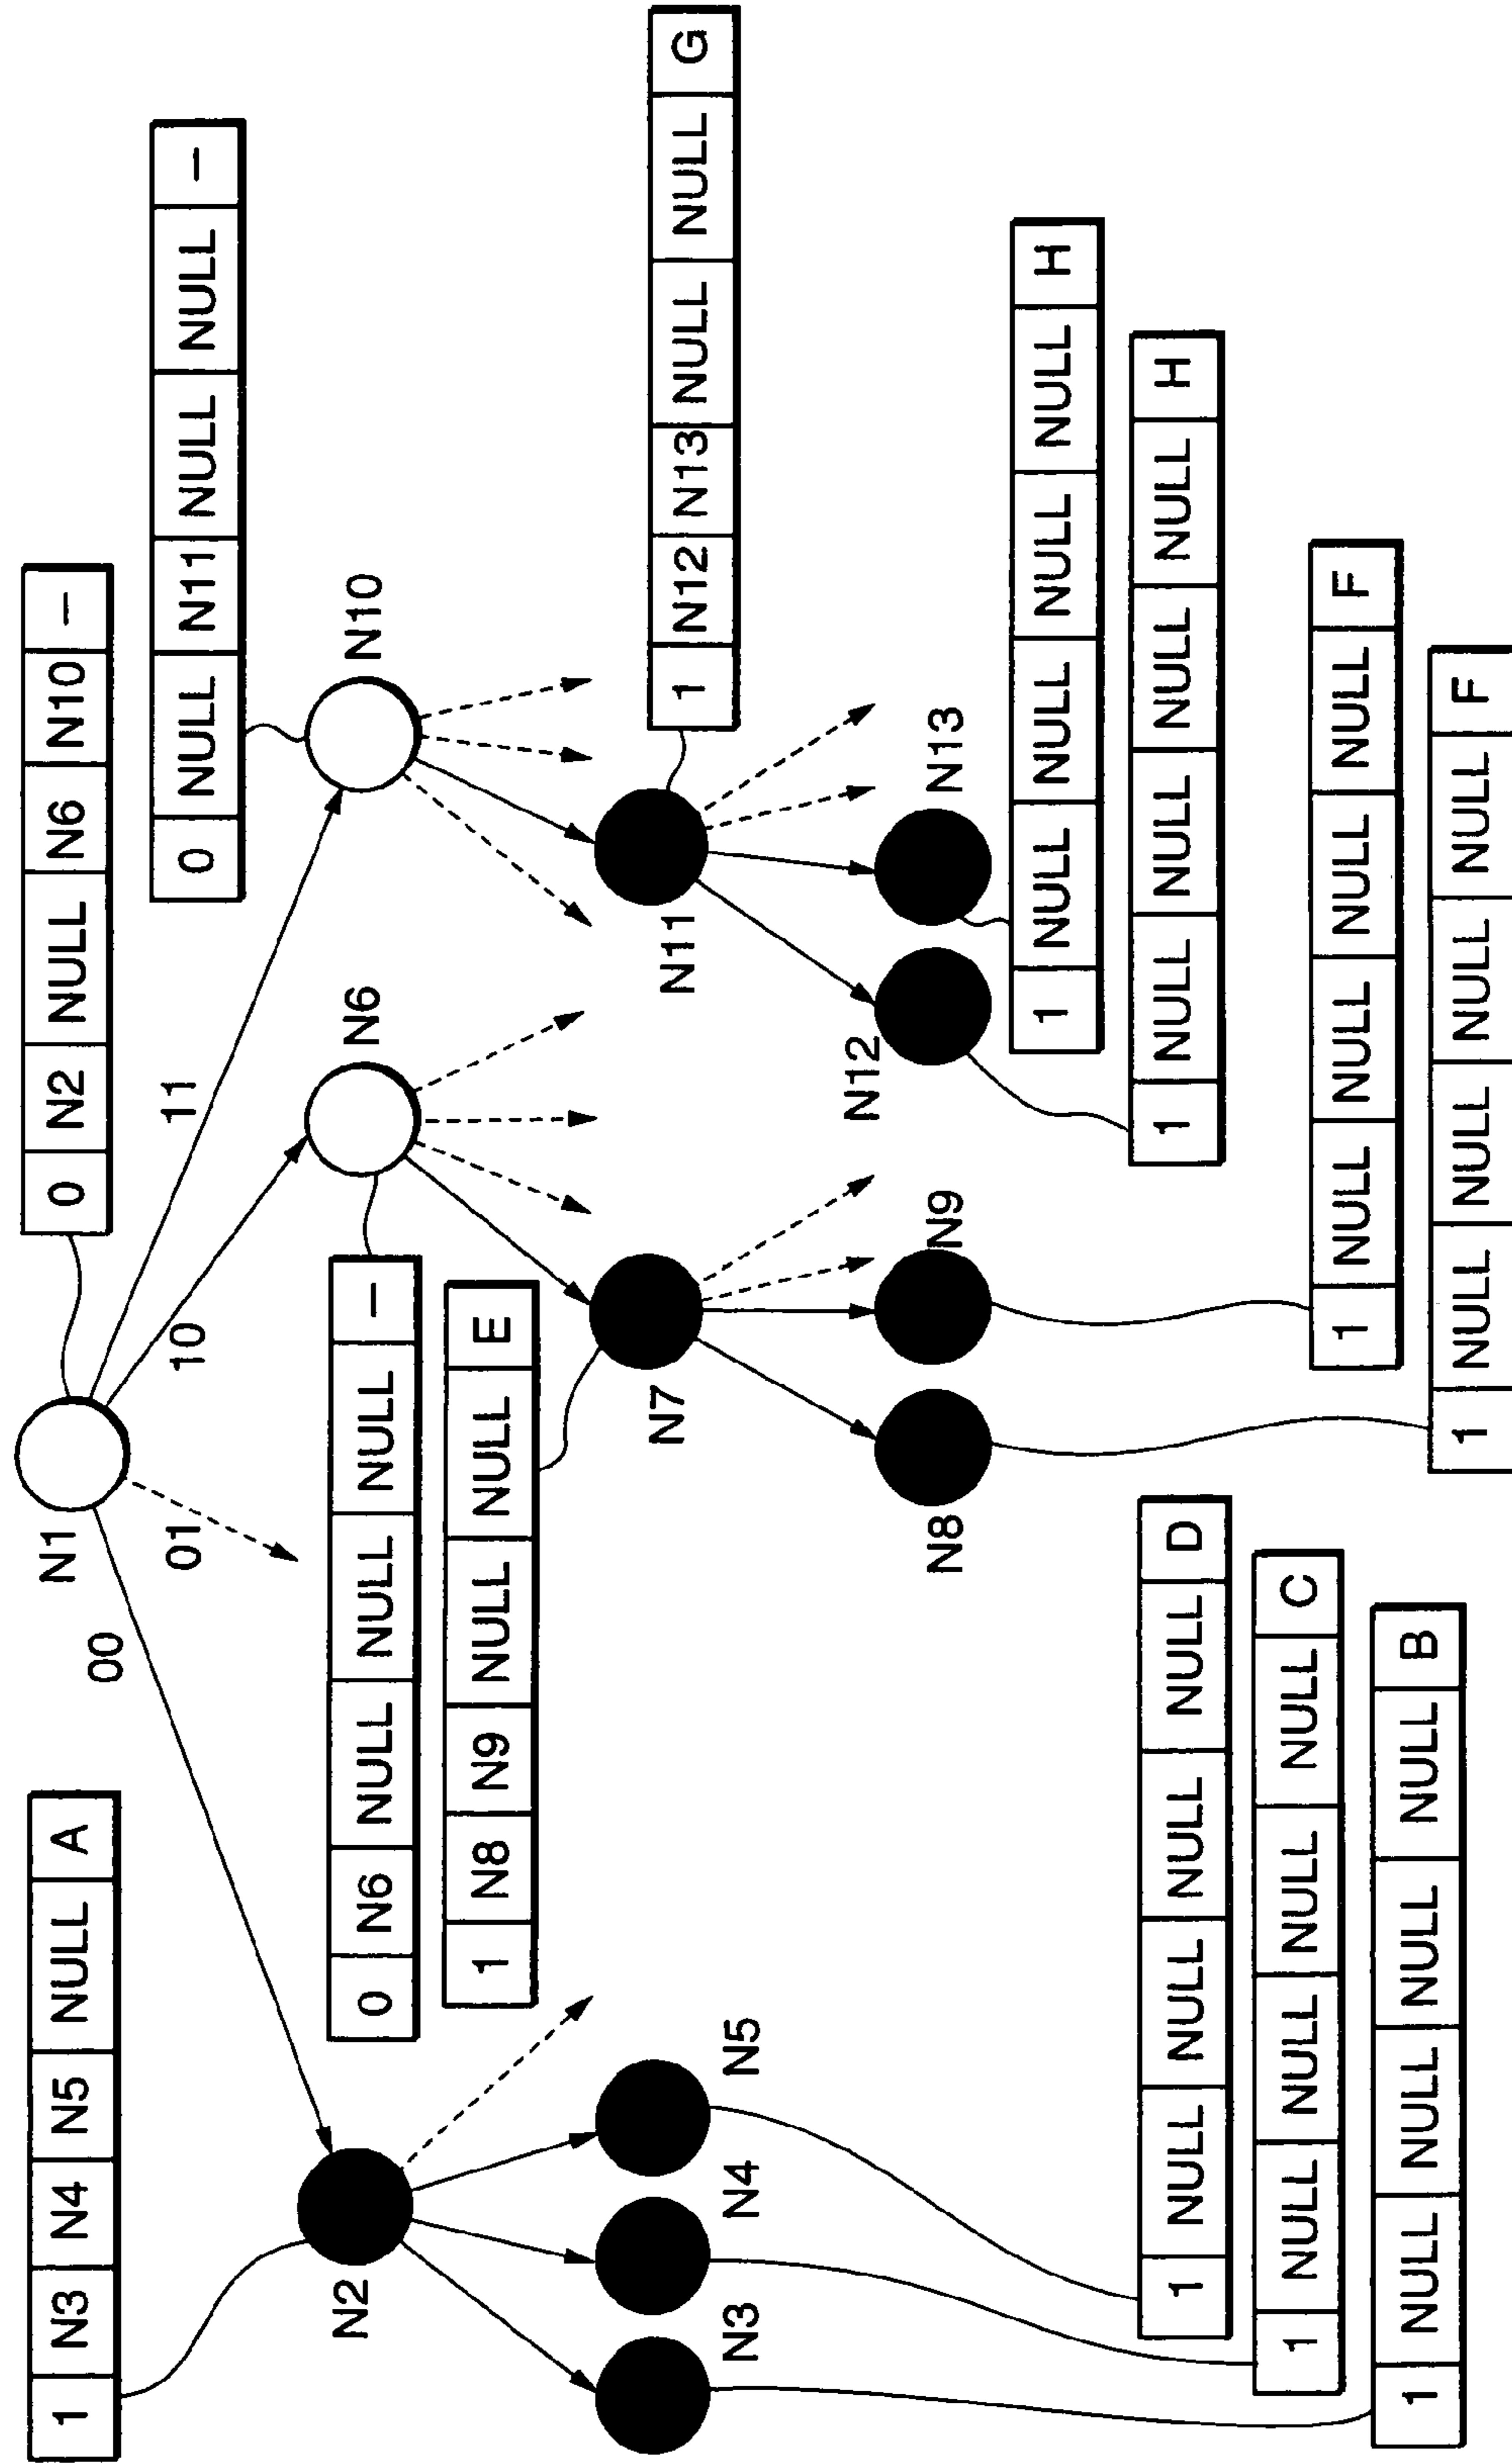 1 N3 N4 N5 NULL A
N1
0 N2 NULL N6 N10 –
00
01
10
11
0 NULL N11 NULL NULL –
N2
0 N6 NULL NULL NULL –
N6
N10
1 N8 N9 NULL NULL E
N3
N4
N5
N7
N11
1 N12 N13 NULL NULL G
N8
N9
N12
N13
1 NULL NULL NULL NULL H
1 NULL NULL NULL NULL H
1 NULL NULL NULL NULL D
1 NULL NULL NULL NULL C
1 NULL NULL NULL NULL B
1 NULL NULL NULL NULL F
1 NULL NULL NULL NULL F